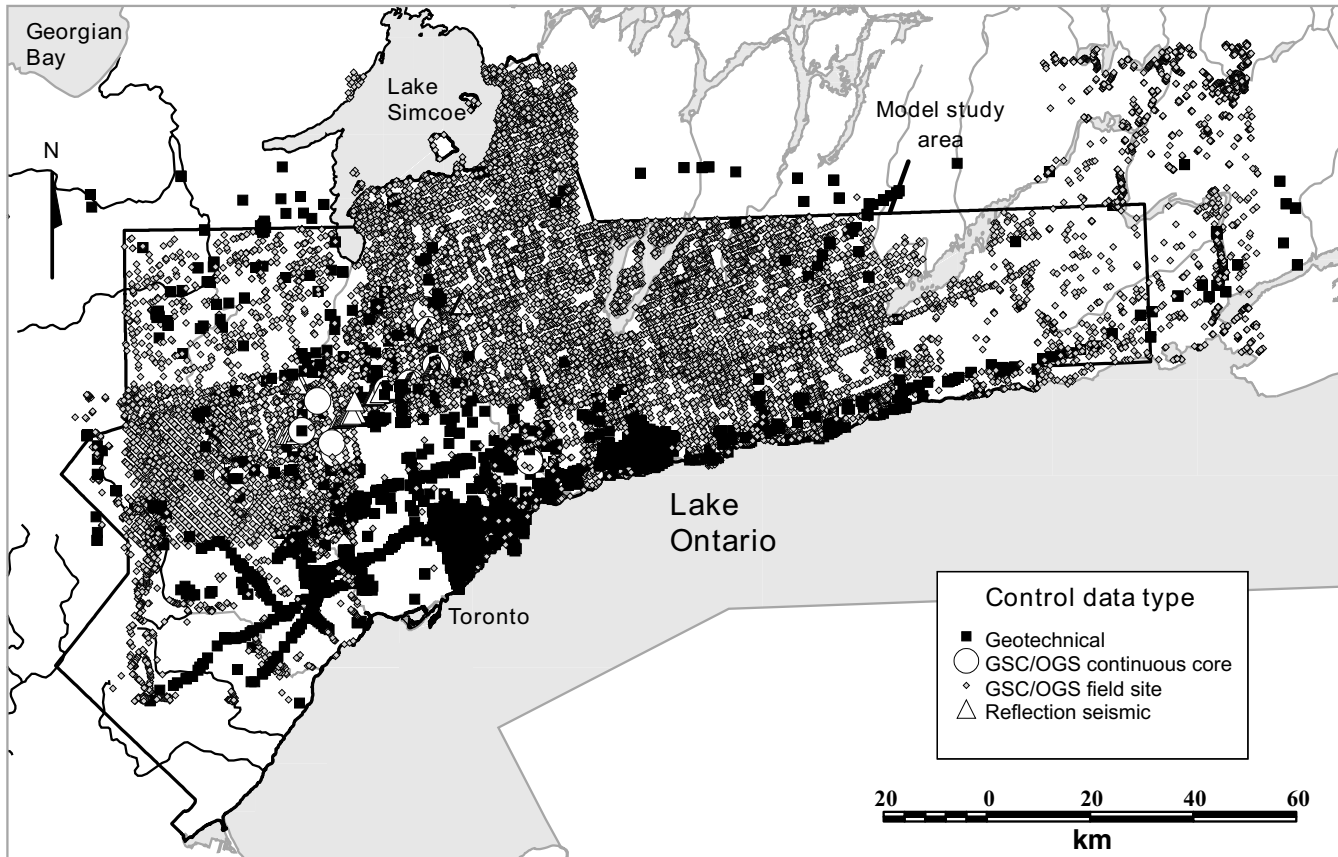 Georgian
Bay
Lake
Simcoe
Model study
area
N
Lake
Ontario
Toronto
Control data type
Geotechnical
GSC/OGS continuous core
GSC/OGS field site
Reflection seismic
20 0 20 40 60
km